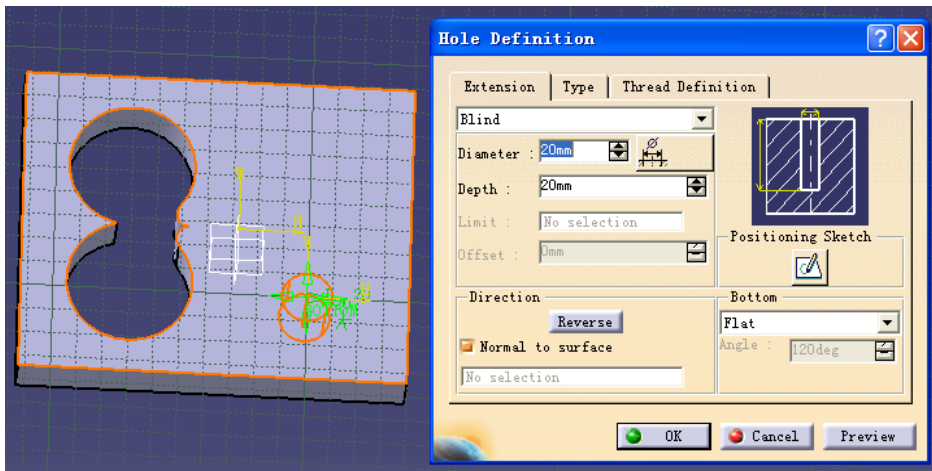 Hole Definition
Extension
Type
Thread Definition
Blind
Diameter : 20mm
Depth : 20mm
Limit : No selection
Offset : 0mm
Positioning Sketch
Direction
Reverse
Normal to surface
No selection
Bottom
Flat
Angle : 120deg
OK
Cancel
Preview